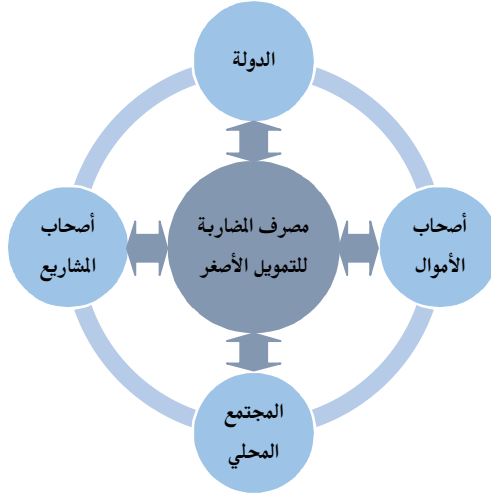 الدولة
أصحاب
الأموال
مصرف المضاربة
للتمويل الأصغر
أصحاب
المشاريع
المجتمع
المحلي